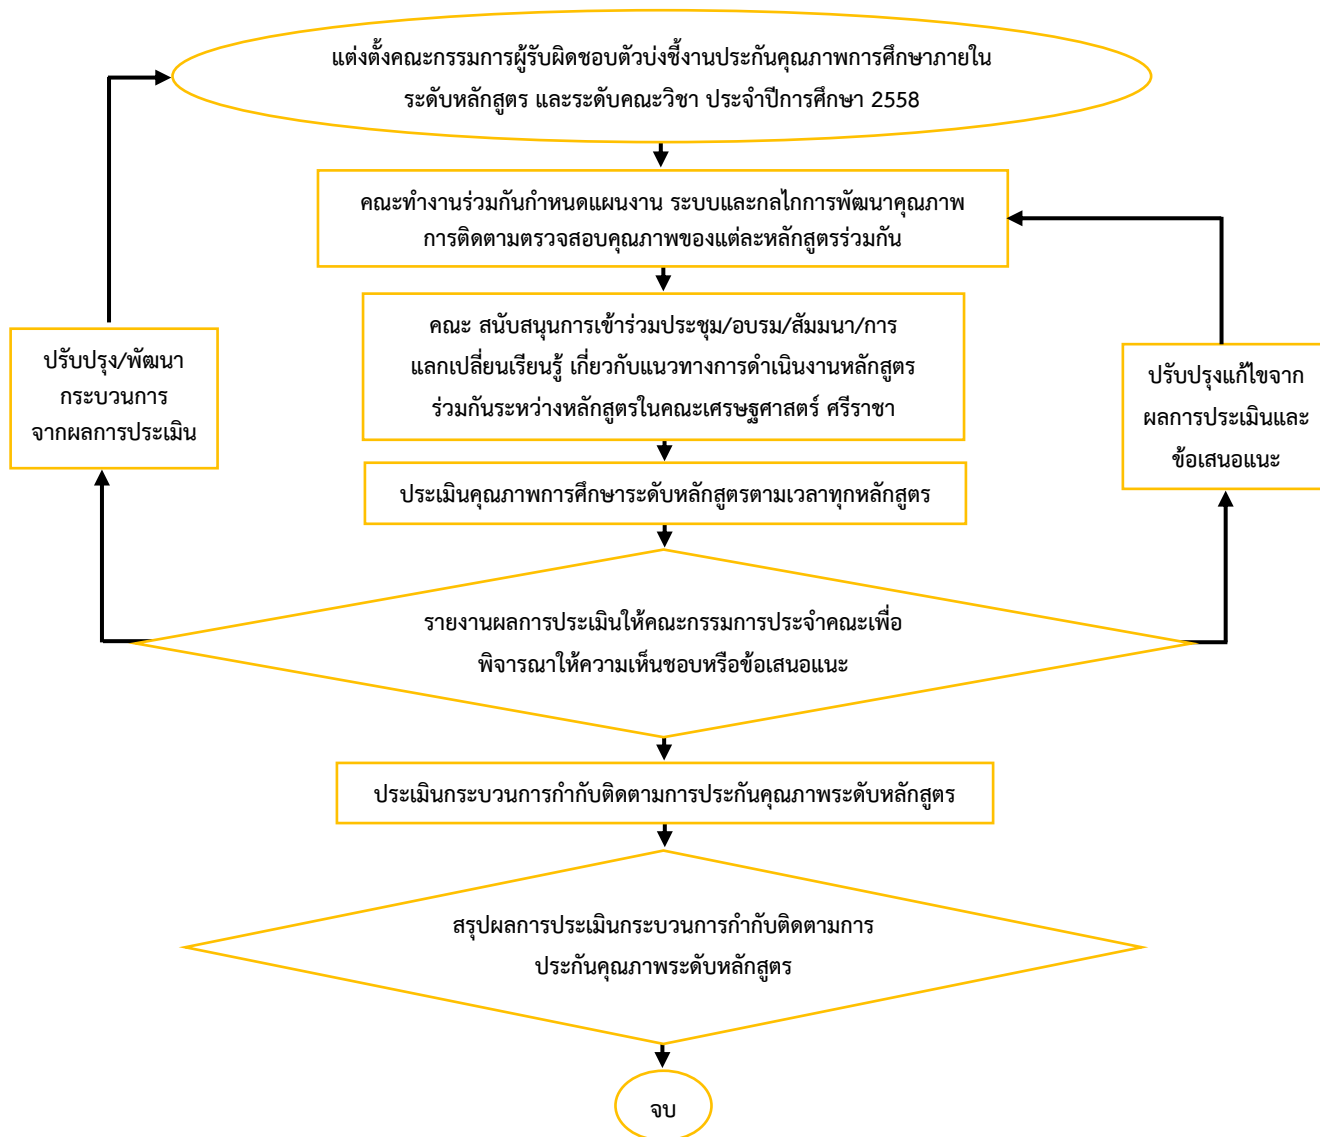 แต่งตั้งคณะกรรมการผู้รับผิดชอบตัวบ่งชี้งานประกันคุณภาพการศึกษาภายใน
ระดับหลักสูตร และระดับคณะวิชา ประจำปีการศึกษา 2558
คณะทำงานร่วมกันกำหนดแผนงาน ระบบและกลไกการพัฒนาคุณภาพ
การติดตามตรวจสอบคุณภาพของแต่ละหลักสูตรร่วมกัน
คณะ สนับสนุนการเข้าร่วมประชุม/อบรม/สัมมนา/การ
แลกเปลี่ยนเรียนรู้ เกี่ยวกับแนวทางการดำเนินงานหลักสูตร
ร่วมกันระหว่างหลักสูตรในคณะเศรษฐศาสตร์ ศรีราชา
ปรับปรุง/พัฒนา
กระบวนการ
จากผลการประเมิน
ปรับปรุงแก้ไขจาก
ผลการประเมินและ
ข้อเสนอแนะ
ประเมินคุณภาพการศึกษาระดับหลักสูตรตามเวลาทุกหลักสูตร
รายงานผลการประเมินให้คณะกรรมการประจำคณะเพื่อ
พิจารณาให้ความเห็นชอบหรือข้อเสนอแนะ
ประเมินกระบวนการกำกับติดตามการประกันคุณภาพระดับหลักสูตร
สรุปผลการประเมินกระบวนการกำกับติดตามการ
ประกันคุณภาพระดับหลักสูตร
จบ